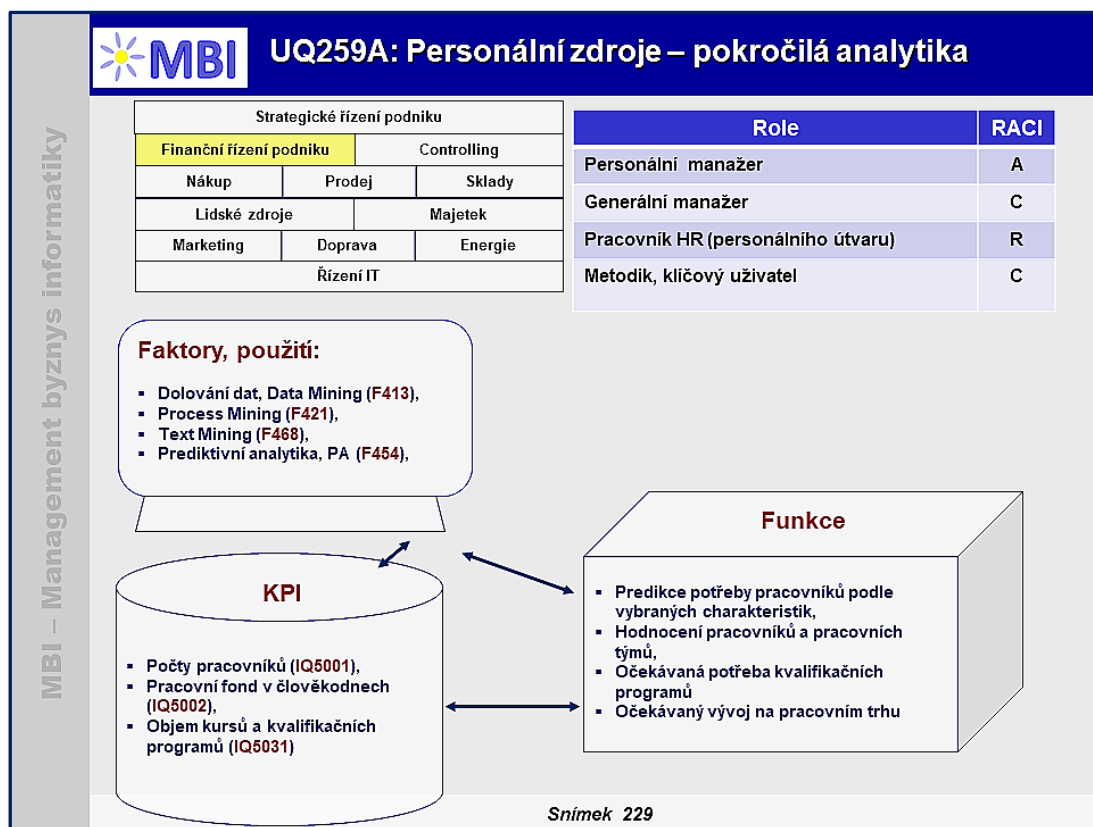 MBI – Management byznys informatiky
MBI
UQ259A: Personální zdroje – pokročilá analytika
Strategické řízení podniku
Finanční řízení podniku Controlling
Nákup Prodej Sklady
Lidské zdroje Majetek
Marketing Doprava Energie
Řízení IT
Role RACI
Personální manažer A
Generální manažer C
Pracovník HR (personálního útvaru) R
Metodik, klíčový uživatel C
Faktory, použití:
▪ Dolování dat, Data Mining (F413),
▪ Process Mining (F421),
▪ Text Mining (F468),
▪ Prediktivní analytika, PA (F454),
KPI
▪ Počty pracovníků (IQ5001),
▪ Pracovní fond v člověkodnech
(IQ5002),
▪ Objem kursů a kvalifikačních
programů (IQ5031)
Funkce
▪ Predikce potřeby pracovníků podle
vybraných charakteristik,
▪ Hodnocení pracovníků a pracovních
týmů,
▪ Očekávaná potřeba kvalifikačních
programů
▪ Očekávaný vývoj na pracovním trhu
Snímek 229